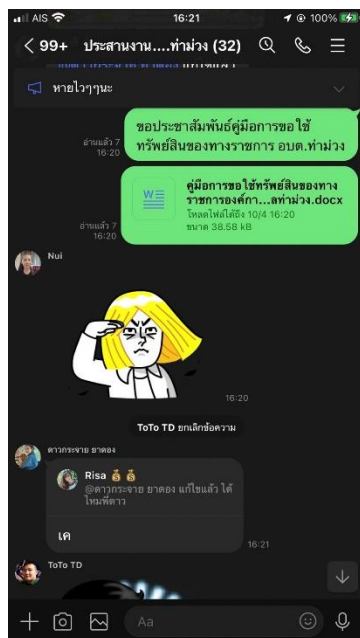 AIS
16:21
100%
99+ ประสานงาน....ท่าม่วง (32)
หายไวๆๆนะ
ขอประชาสัมพันธ์คู่มือการขอใช้
ทรัพย์สินของทางราชการ อบต.ท่าม่วง
อ่านแล้ว 7
16:20
คู่มือการขอใช้ทรัพย์สินของทาง
ราชการองค์กา...ลท่าม่วง.docx
โหลดไฟล์ได้ถึง 10/4 16:20
ขนาด 38.58 kB
อ่านแล้ว 7
16:20
Nui
16:20
ToTo TD ยกเลิกข้อความ
ดาวกระจาย ยาดอง
Risa
@ดาวกระจาย ยาดอง แก้ไขแล้ว ได้
ไหมพี่ดาว
เค
16:21
ToTo TD
Aa